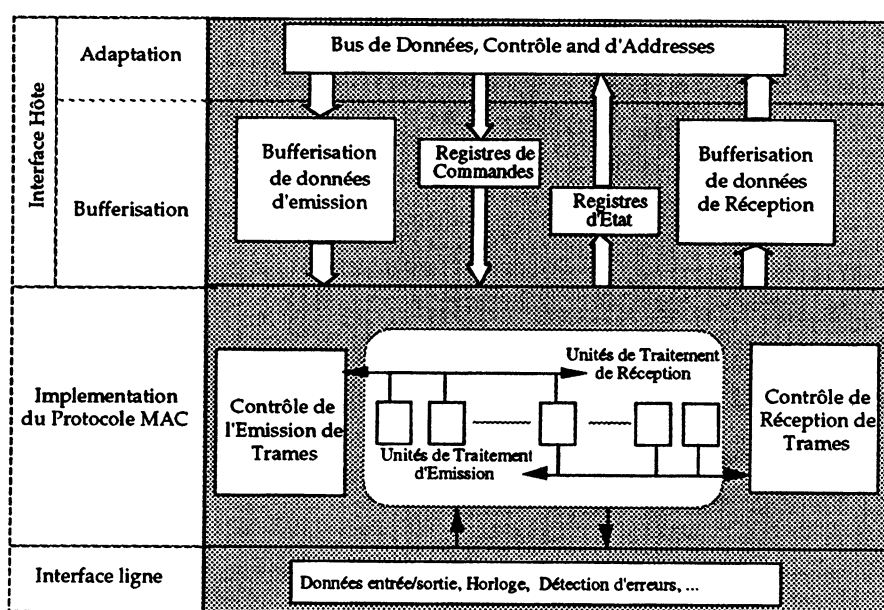 Interface Hôte
Adaptation
Bus de Données, Contrôle and d'Addresses
Bufferisation
Bufferisation
de données
d'emission
Registres de
Commandes
Registres
d'Etat
Bufferisation
de données
de Réception
Implementation
du Protocole MAC
Contrôle de
l'Emission de
Trames
Unités de Traitement
de Réception
Unités de Traitement
d'Emission
Contrôle de
Réception de
Trames
Interface ligne
Données entrée/sortie, Horloge, Détection d'erreurs, ...